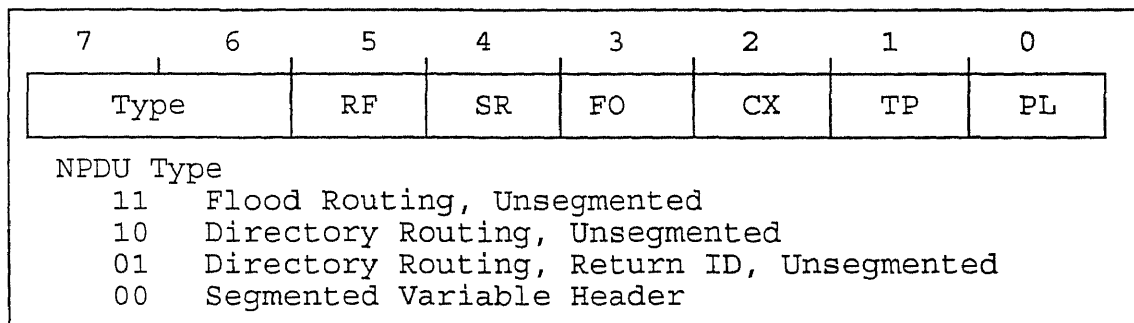 7 6 5 4 3 2 1 0
Type RF SR FO CX TP PL
NPDU Type
11 Flood Routing, Unsegmented
10 Directory Routing, Unsegmented
01 Directory Routing, Return ID, Unsegmented
00 Segmented Variable Header